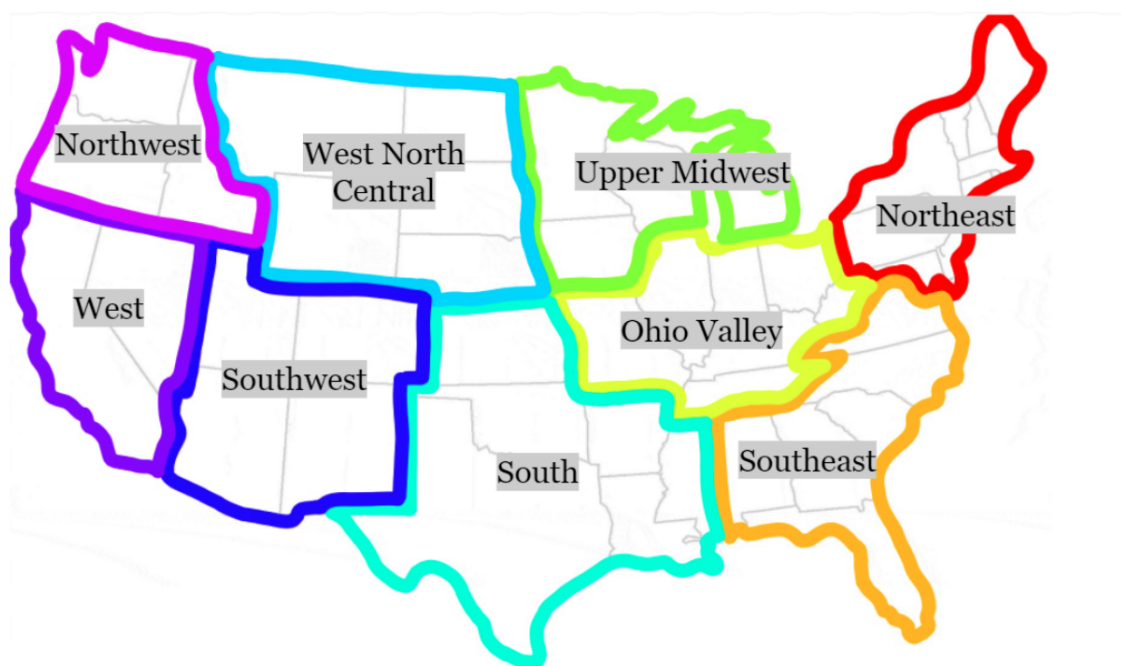 Northwest
West North
Central
Upper Midwest
Northeast
West
Ohio Valley
Southwest
South
Southeast